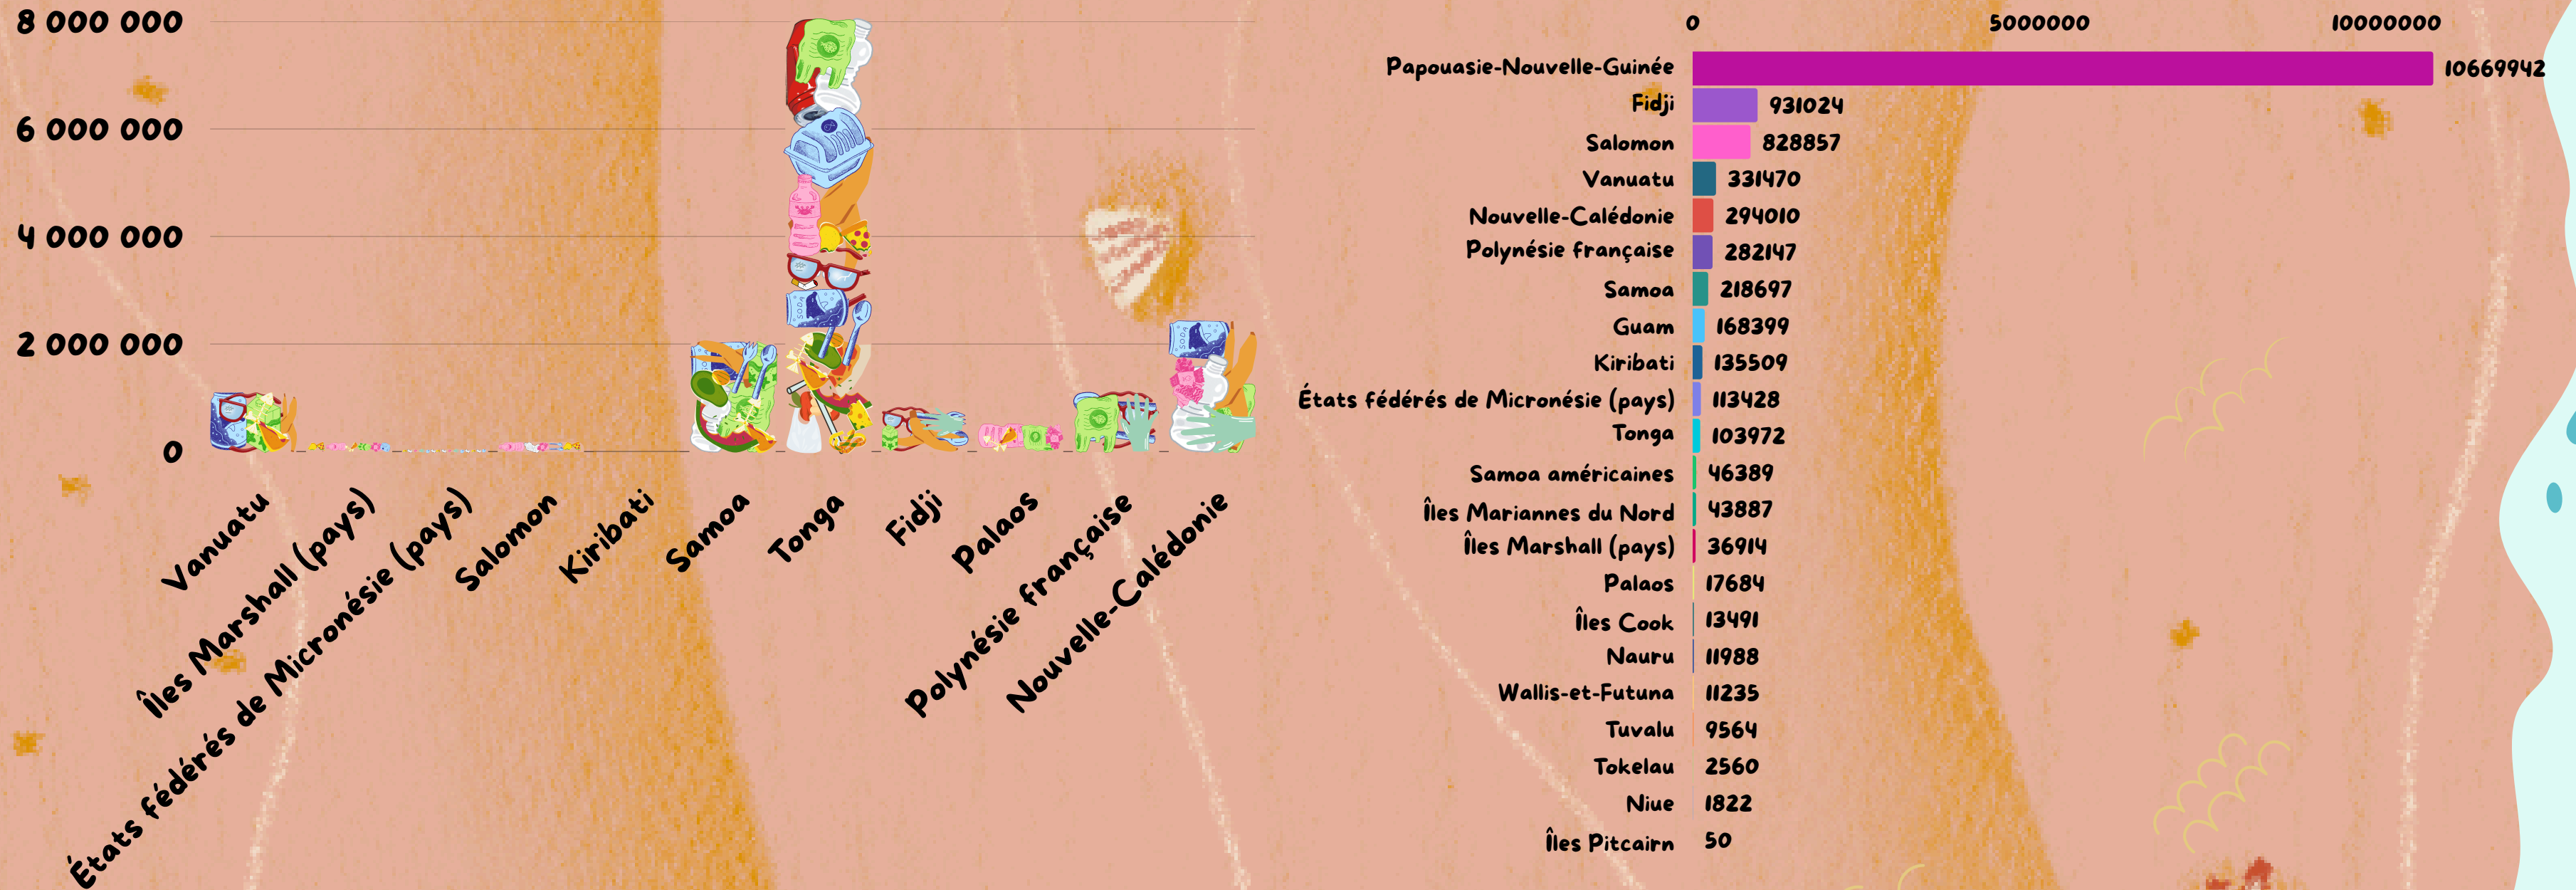 8 000 000
6 000 000
4 000 000
2 000 000
0
Vanuatu
Îles Marshall (pays)
États fédérés de Micronésie (pays)
Salomon
Kiribati
Samoa
Tonga
Fidji
Palaos
Polynésie française
Nouvelle-Calédonie
SODA
SODA
0 5000000 10000000
Papouasie-Nouvelle-Guinée 10669942
Fidji 931024
Salomon 828857
Vanuatu 331470
Nouvelle-Calédonie 294010
Polynésie française 282147
Samoa 218697
Guam 168399
Kiribati 135509
États fédérés de Micronésie (pays) 113428
Tonga 103972
Samoa américaines 46389
Îles Mariannes du Nord 43887
Îles Marshall (pays) 36914
Palaos 17684
Îles Cook 13491
Nauru 11988
Wallis-et-Futuna 11235
Tuvalu 9564
Tokelau 2560
Niue 1822
Îles Pitcairn 50